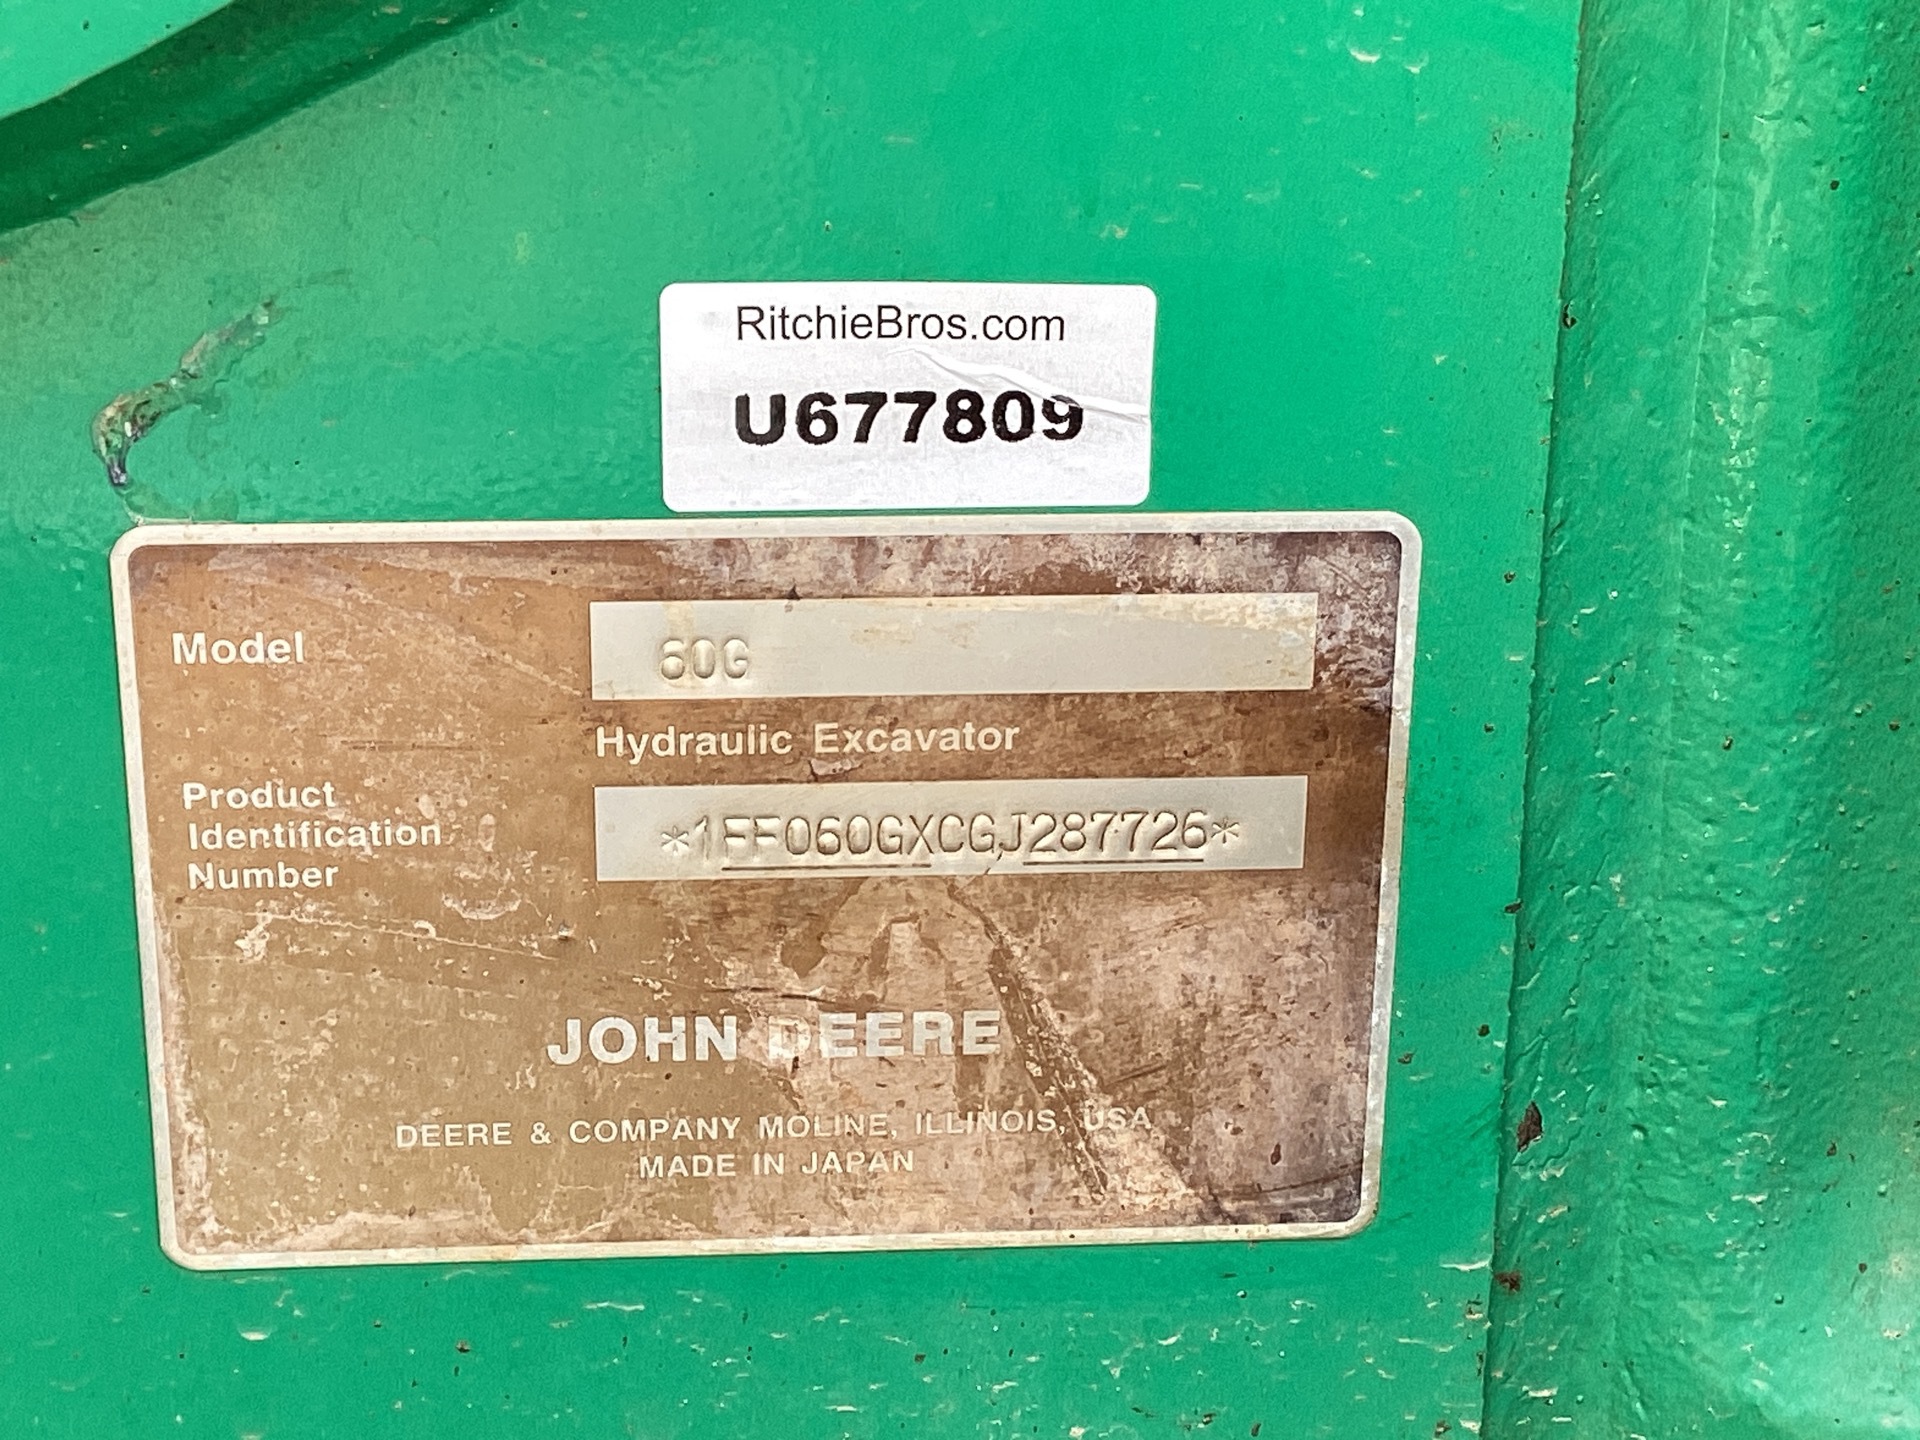 RitchieBros.com
U677809
Model 60G
Hydraulic Excavator
Product
Identification
Number
*1FF060GXCGJ287726*
JOHN DEERE
DEERE & COMPANY MOLINE, ILLINOIS, USA
MADE IN JAPAN